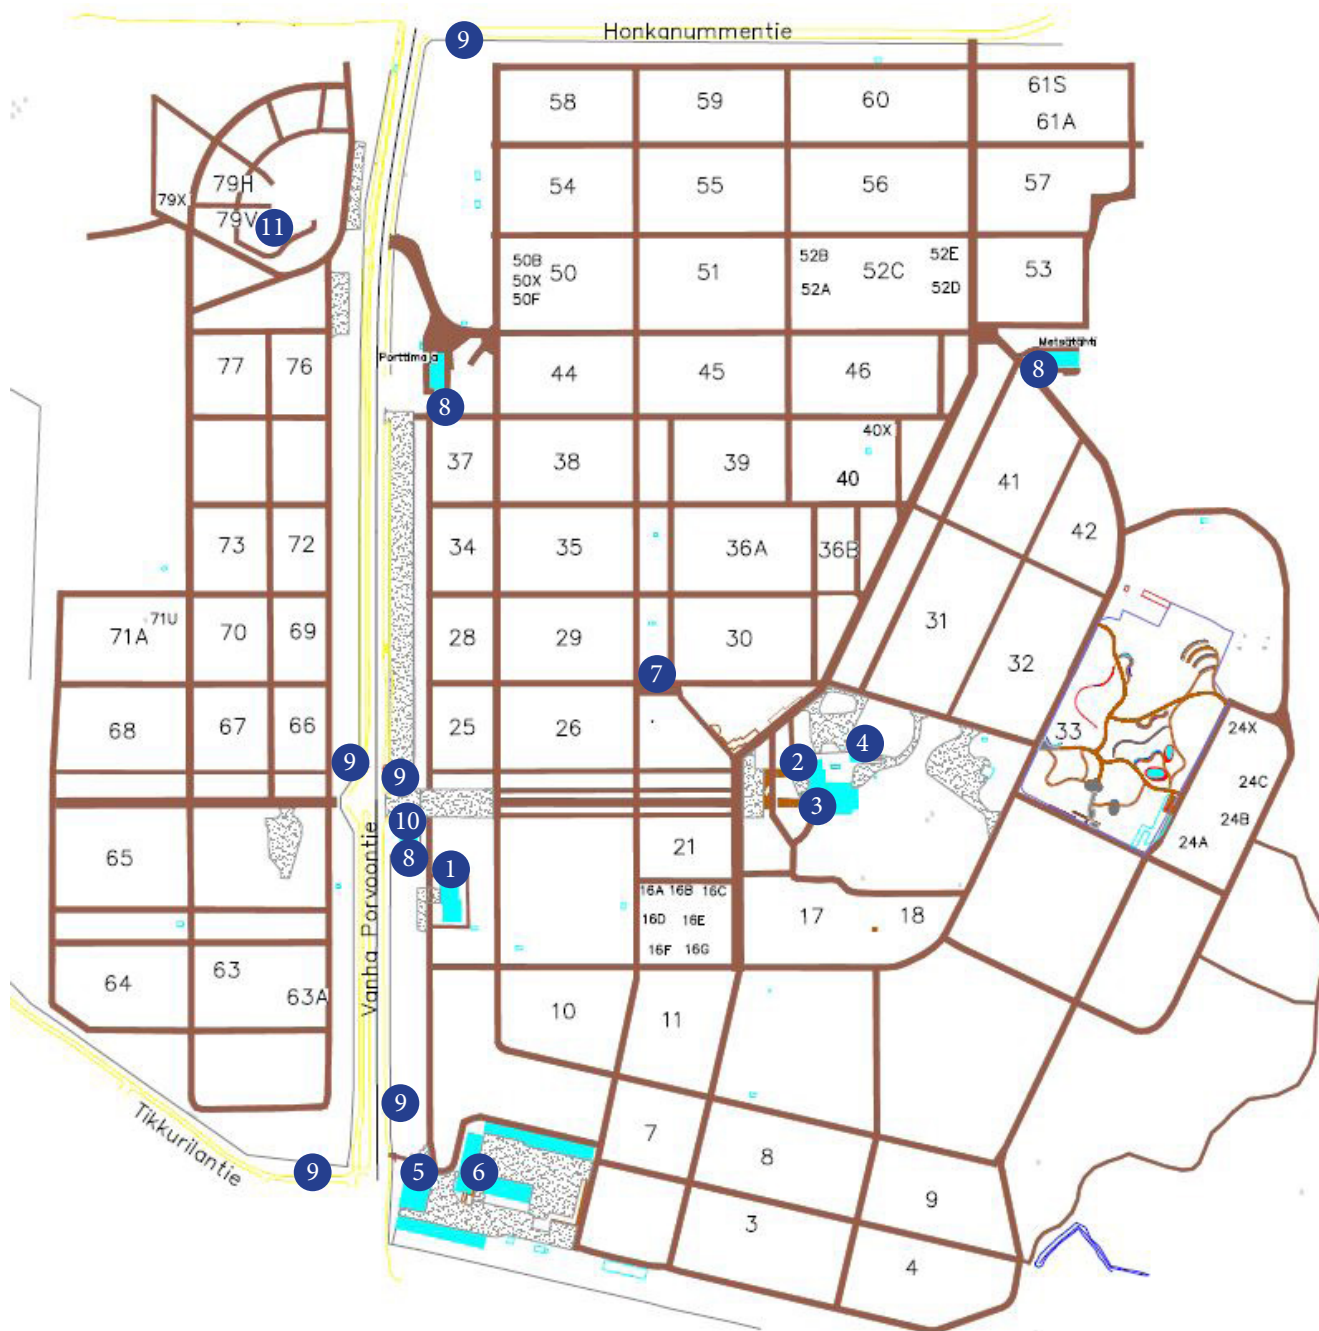 Honkanummentie
9
58
59
60
61S
61A
54
55
56
57
79H
79X
79V
11
50B
50X
50F
50
51
52B
52A
52C
52E
52D
53
Porttimaja
8
Metsätähti
8
77
76
44
45
46
37
38
39
40X
40
41
42
73
72
34
35
36A
36B
71A
71U
70
69
28
29
30
31
32
7
68
67
66
25
26
33
24X
24C
24B
24A
9
9
2
4
3
10
8
1
65
21
16A 16B 16C
16D 16E
16F 16G
17
18
64
63
63A
Vanha Porvoontie
10
11
Tikkurilantie
9
9
5
6
7
8
9
3
4